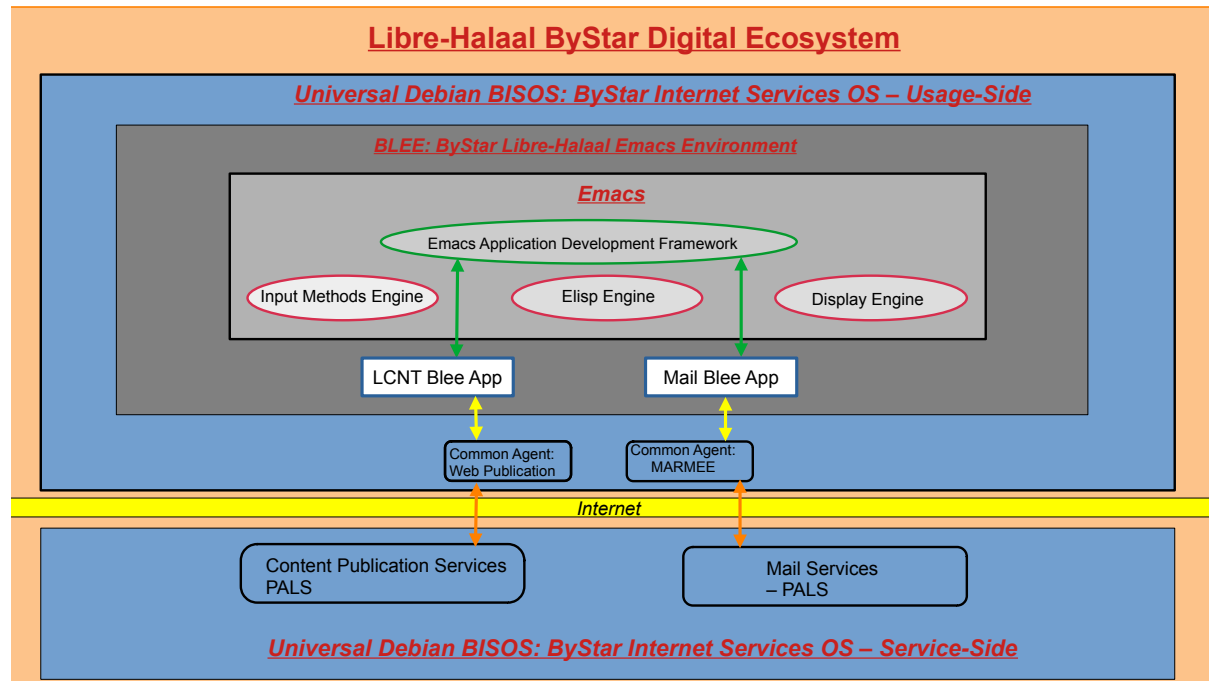 Libre-Halaal ByStar Digital Ecosystem
Universal Debian BISOS: ByStar Internet Services OS – Usage-Side
BLEE: ByStar Libre-Halaal Emacs Environment
Emacs
Emacs Application Development Framework
Input Methods Engine
Elisp Engine
Display Engine
LCNT Blee App
Mail Blee App
Common Agent:
Web Publication
Common Agent:
MARMEE
Internet
Content Publication Services
PALS
Mail Services
– PALS
Universal Debian BISOS: ByStar Internet Services OS – Service-Side